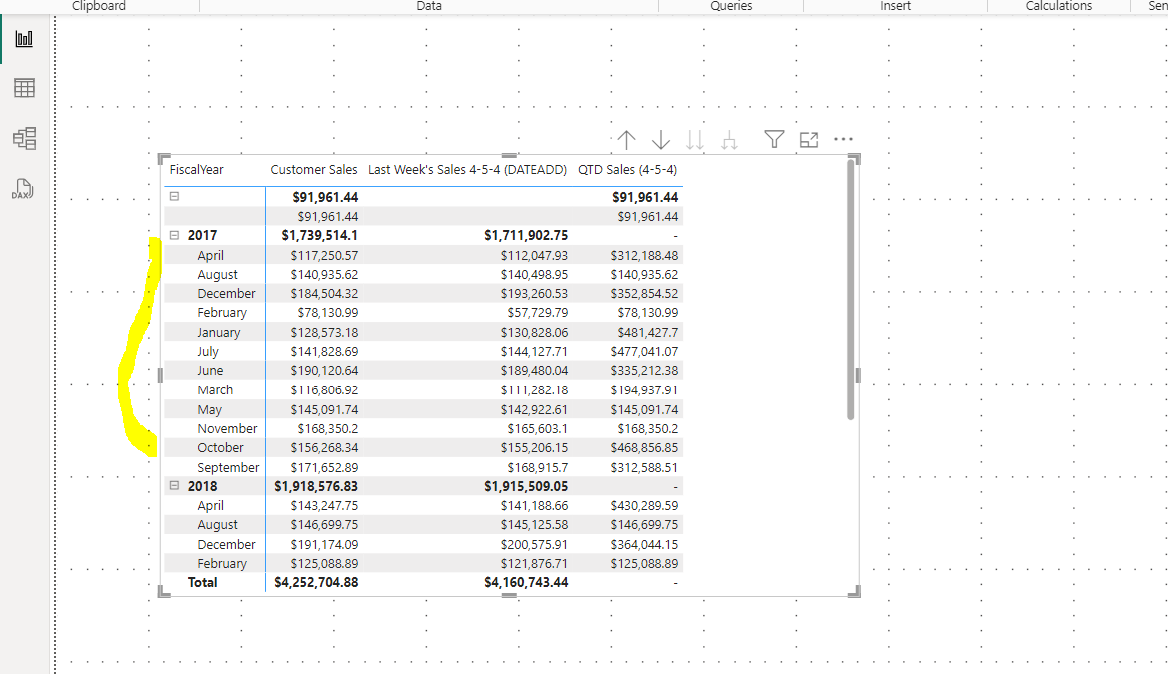 Clipboard Data Queries Insert Calculations Sen
DAX
FiscalYear Customer Sales Last Week's Sales 4-5-4 (DATEADD) QTD Sales (4-5-4)
$91,961.44 $91,961.44
$91,961.44 $91,961.44
2017 $1,739,514.1 $1,711,902.75 -
April $117,250.57 $112,047.93 $312,188.48
August $140,935.62 $140,498.95 $140,935.62
December $184,504.32 $193,260.53 $352,854.52
February $78,130.99 $57,729.79 $78,130.99
January $128,573.18 $130,828.06 $481,427.7
July $141,828.69 $144,127.71 $477,041.07
June $190,120.64 $189,480.04 $335,212.38
March $116,806.92 $111,282.18 $194,937.91
May $145,091.74 $142,922.61 $145,091.74
November $168,350.2 $165,603.1 $168,350.2
October $156,268.34 $155,206.15 $468,856.85
September $171,652.89 $168,915.7 $312,588.51
2018 $1,918,576.83 $1,915,509.05 -
April $143,247.75 $141,188.66 $430,289.59
August $146,699.75 $145,125.58 $146,699.75
December $191,174.09 $200,575.91 $364,044.15
February $125,088.89 $121,876.71 $125,088.89
Total $4,252,704.88 $4,160,743.44 -